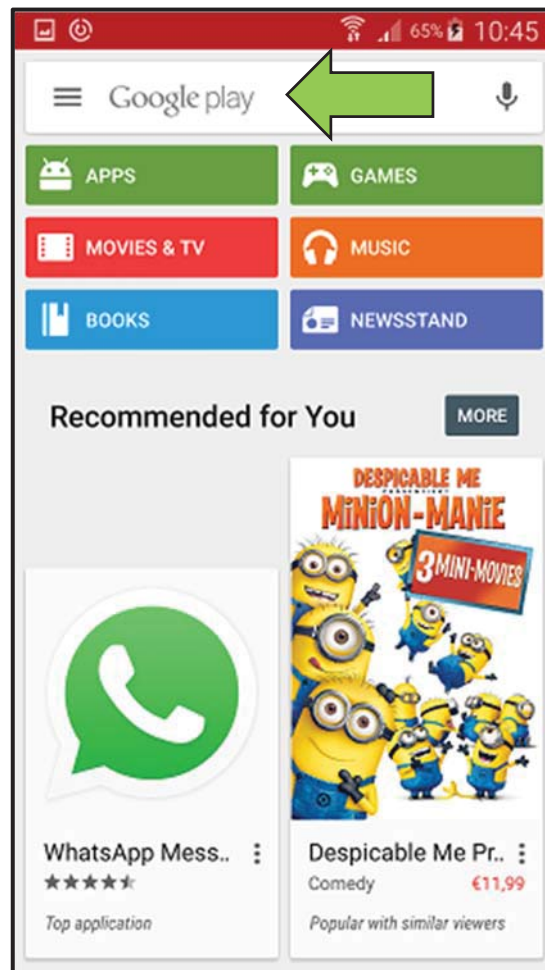 65% 10:45
Google play
APPS GAMES
MOVIES & TV MUSIC
BOOKS NEWSSTAND
Recommended for You MORE
DESPICABLE ME
MINION-MANIE
3 MINI-MOVIES
WhatsApp Mess..
Top application
Despicable Me Pr..
Comedy €11,99
Popular with similar viewers